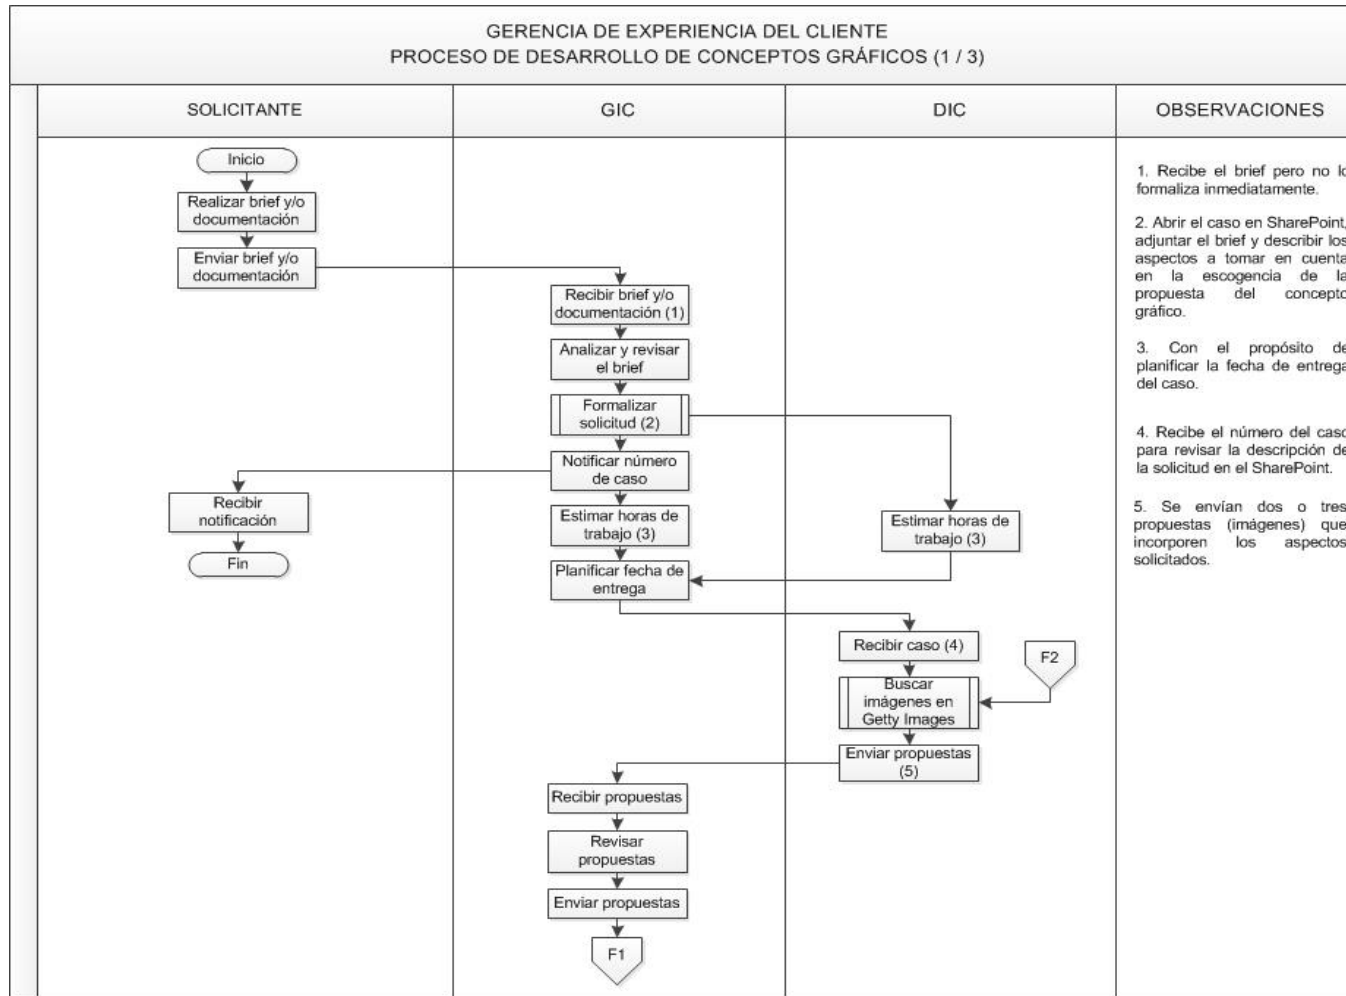 GERENCIA DE EXPERIENCIA DEL CLIENTE
PROCESO DE DESARROLLO DE CONCEPTOS GRÁFICOS (1 / 3)
SOLICITANTE
GIC
DIC
OBSERVACIONES
Inicio
Realizar brief y/o
documentación
Enviar brief y/o
documentación
Recibir brief y/o
documentación (1)
Analizar y revisar
el brief
Formalizar
solicitud (2)
Notificar número
de caso
Recibir
notificación
Fin
Estimar horas de
trabajo (3)
Estimar horas de
trabajo (3)
Planificar fecha de
entrega
Recibir caso (4)
F2
Buscar
imágenes en
Getty Images
Enviar propuestas
(5)
Recibir propuestas
Revisar
propuestas
Enviar propuestas
F1
1. Recibe el brief pero no lo
formaliza inmediatamente.
2. Abrir el caso en SharePoint,
adjuntar el brief y describir los
aspectos a tomar en cuenta
en la escogencia de la
propuesta del concepto
gráfico.
3. Con el propósito de
planificar la fecha de entrega
del caso.
4. Recibe el número del caso
para revisar la descripción de
la solicitud en el SharePoint.
5. Se envían dos o tres
propuestas (imágenes) que
incorporen los aspectos
solicitados.